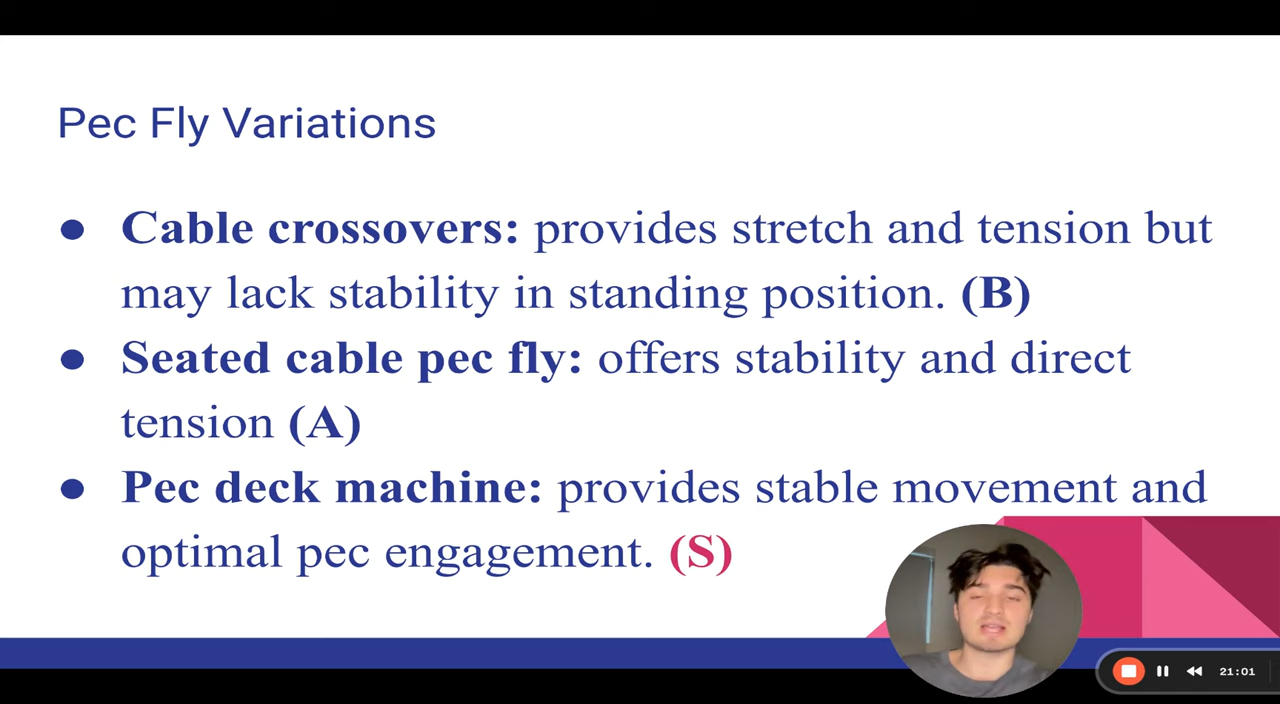 Pec Fly Variations
● Cable crossovers: provides stretch and tension but
may lack stability in standing position. (B)
● Seated cable pec fly: offers stability and direct
tension (A)
● Pec deck machine: provides stable movement and
optimal pec engagement. (S)
21:01